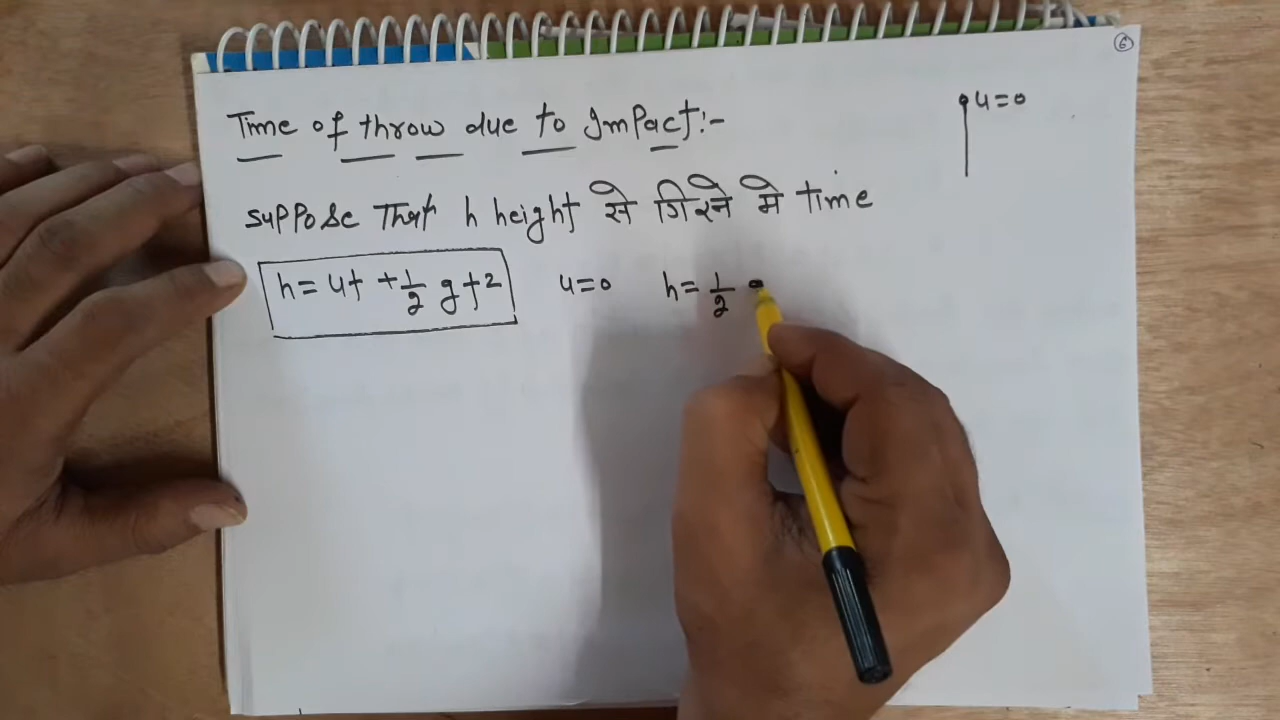 ⑥
u=0
Time of throw due to Impact:-
suppose that h height से गिरने मे time
h= ut +1/2 gt² u=0 h= 1/2